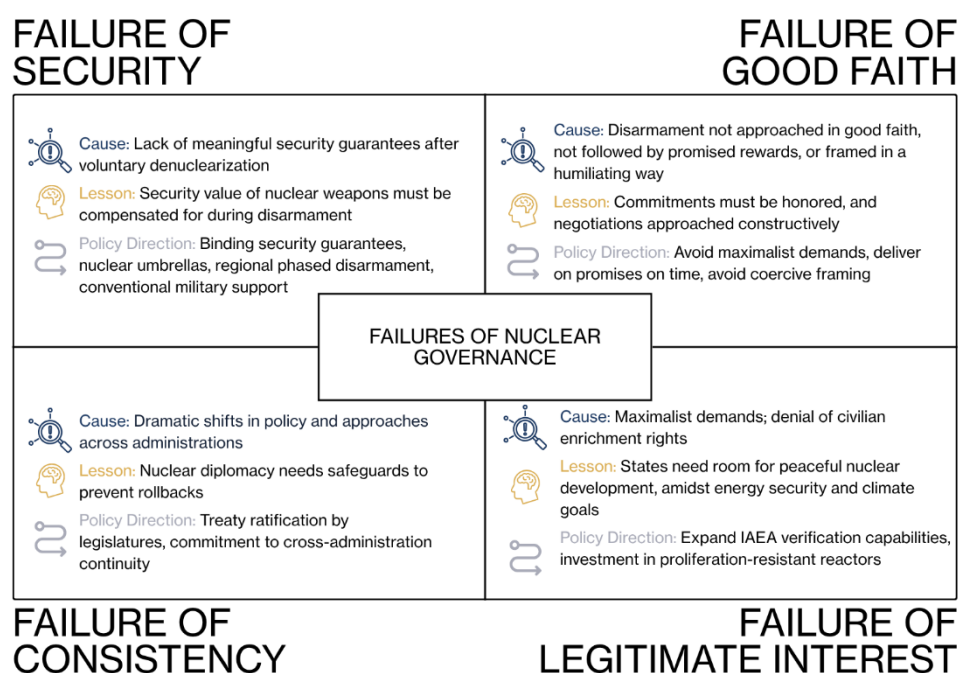 FAILURE OF
SECURITY
FAILURE OF
GOOD FAITH
Cause: Lack of meaningful security guarantees after
voluntary denuclearization
Lesson: Security value of nuclear weapons must be
compensated for during disarmament
Policy Direction: Binding security guarantees,
nuclear umbrellas, regional phased disarmament,
conventional military support
Cause: Disarmament not approached in good faith,
not followed by promised rewards, or framed in a
humiliating way
Lesson: Commitments must be honored, and
negotiations approached constructively
Policy Direction: Avoid maximalist demands, deliver
on promises on time, avoid coercive framing
FAILURES OF NUCLEAR
GOVERNANCE
Cause: Dramatic shifts in policy and approaches
across administrations
Lesson: Nuclear diplomacy needs safeguards to
prevent rollbacks
Policy Direction: Treaty ratification by
legislatures, commitment to cross-administration
continuity
Cause: Maximalist demands; denial of civilian
enrichment rights
Lesson: States need room for peaceful nuclear
development, amidst energy security and climate
goals
Policy Direction: Expand IAEA verification capabilities,
investment in proliferation-resistant reactors
FAILURE OF
CONSISTENCY
FAILURE OF
LEGITIMATE INTEREST